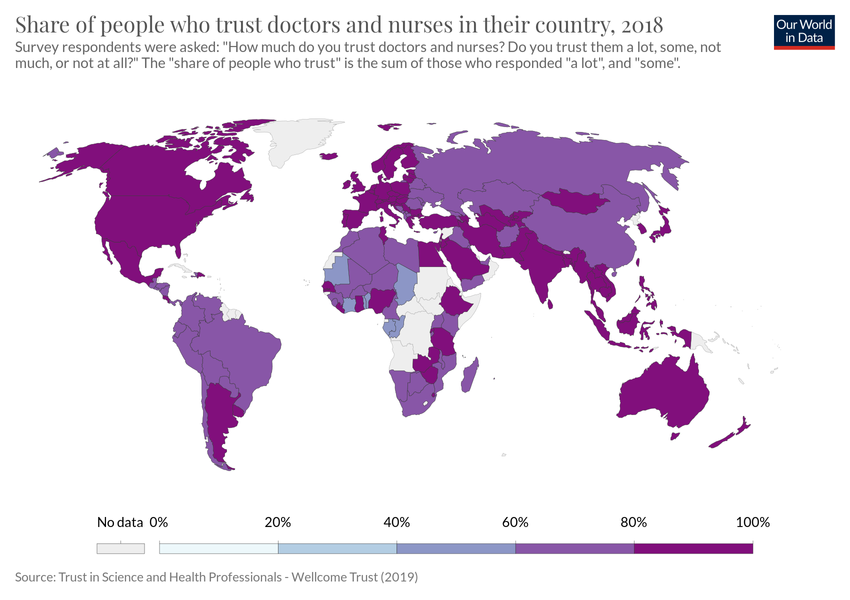 Share of people who trust doctors and nurses in their country, 2018
Our World
in Data
Survey respondents were asked: "How much do you trust doctors and nurses? Do you trust them a lot, some, not
much, or not at all?" The "share of people who trust" is the sum of those who responded "a lot", and "some".
No data 0% 20% 40% 60% 80% 100%
Source: Trust in Science and Health Professionals - Wellcome Trust (2019)